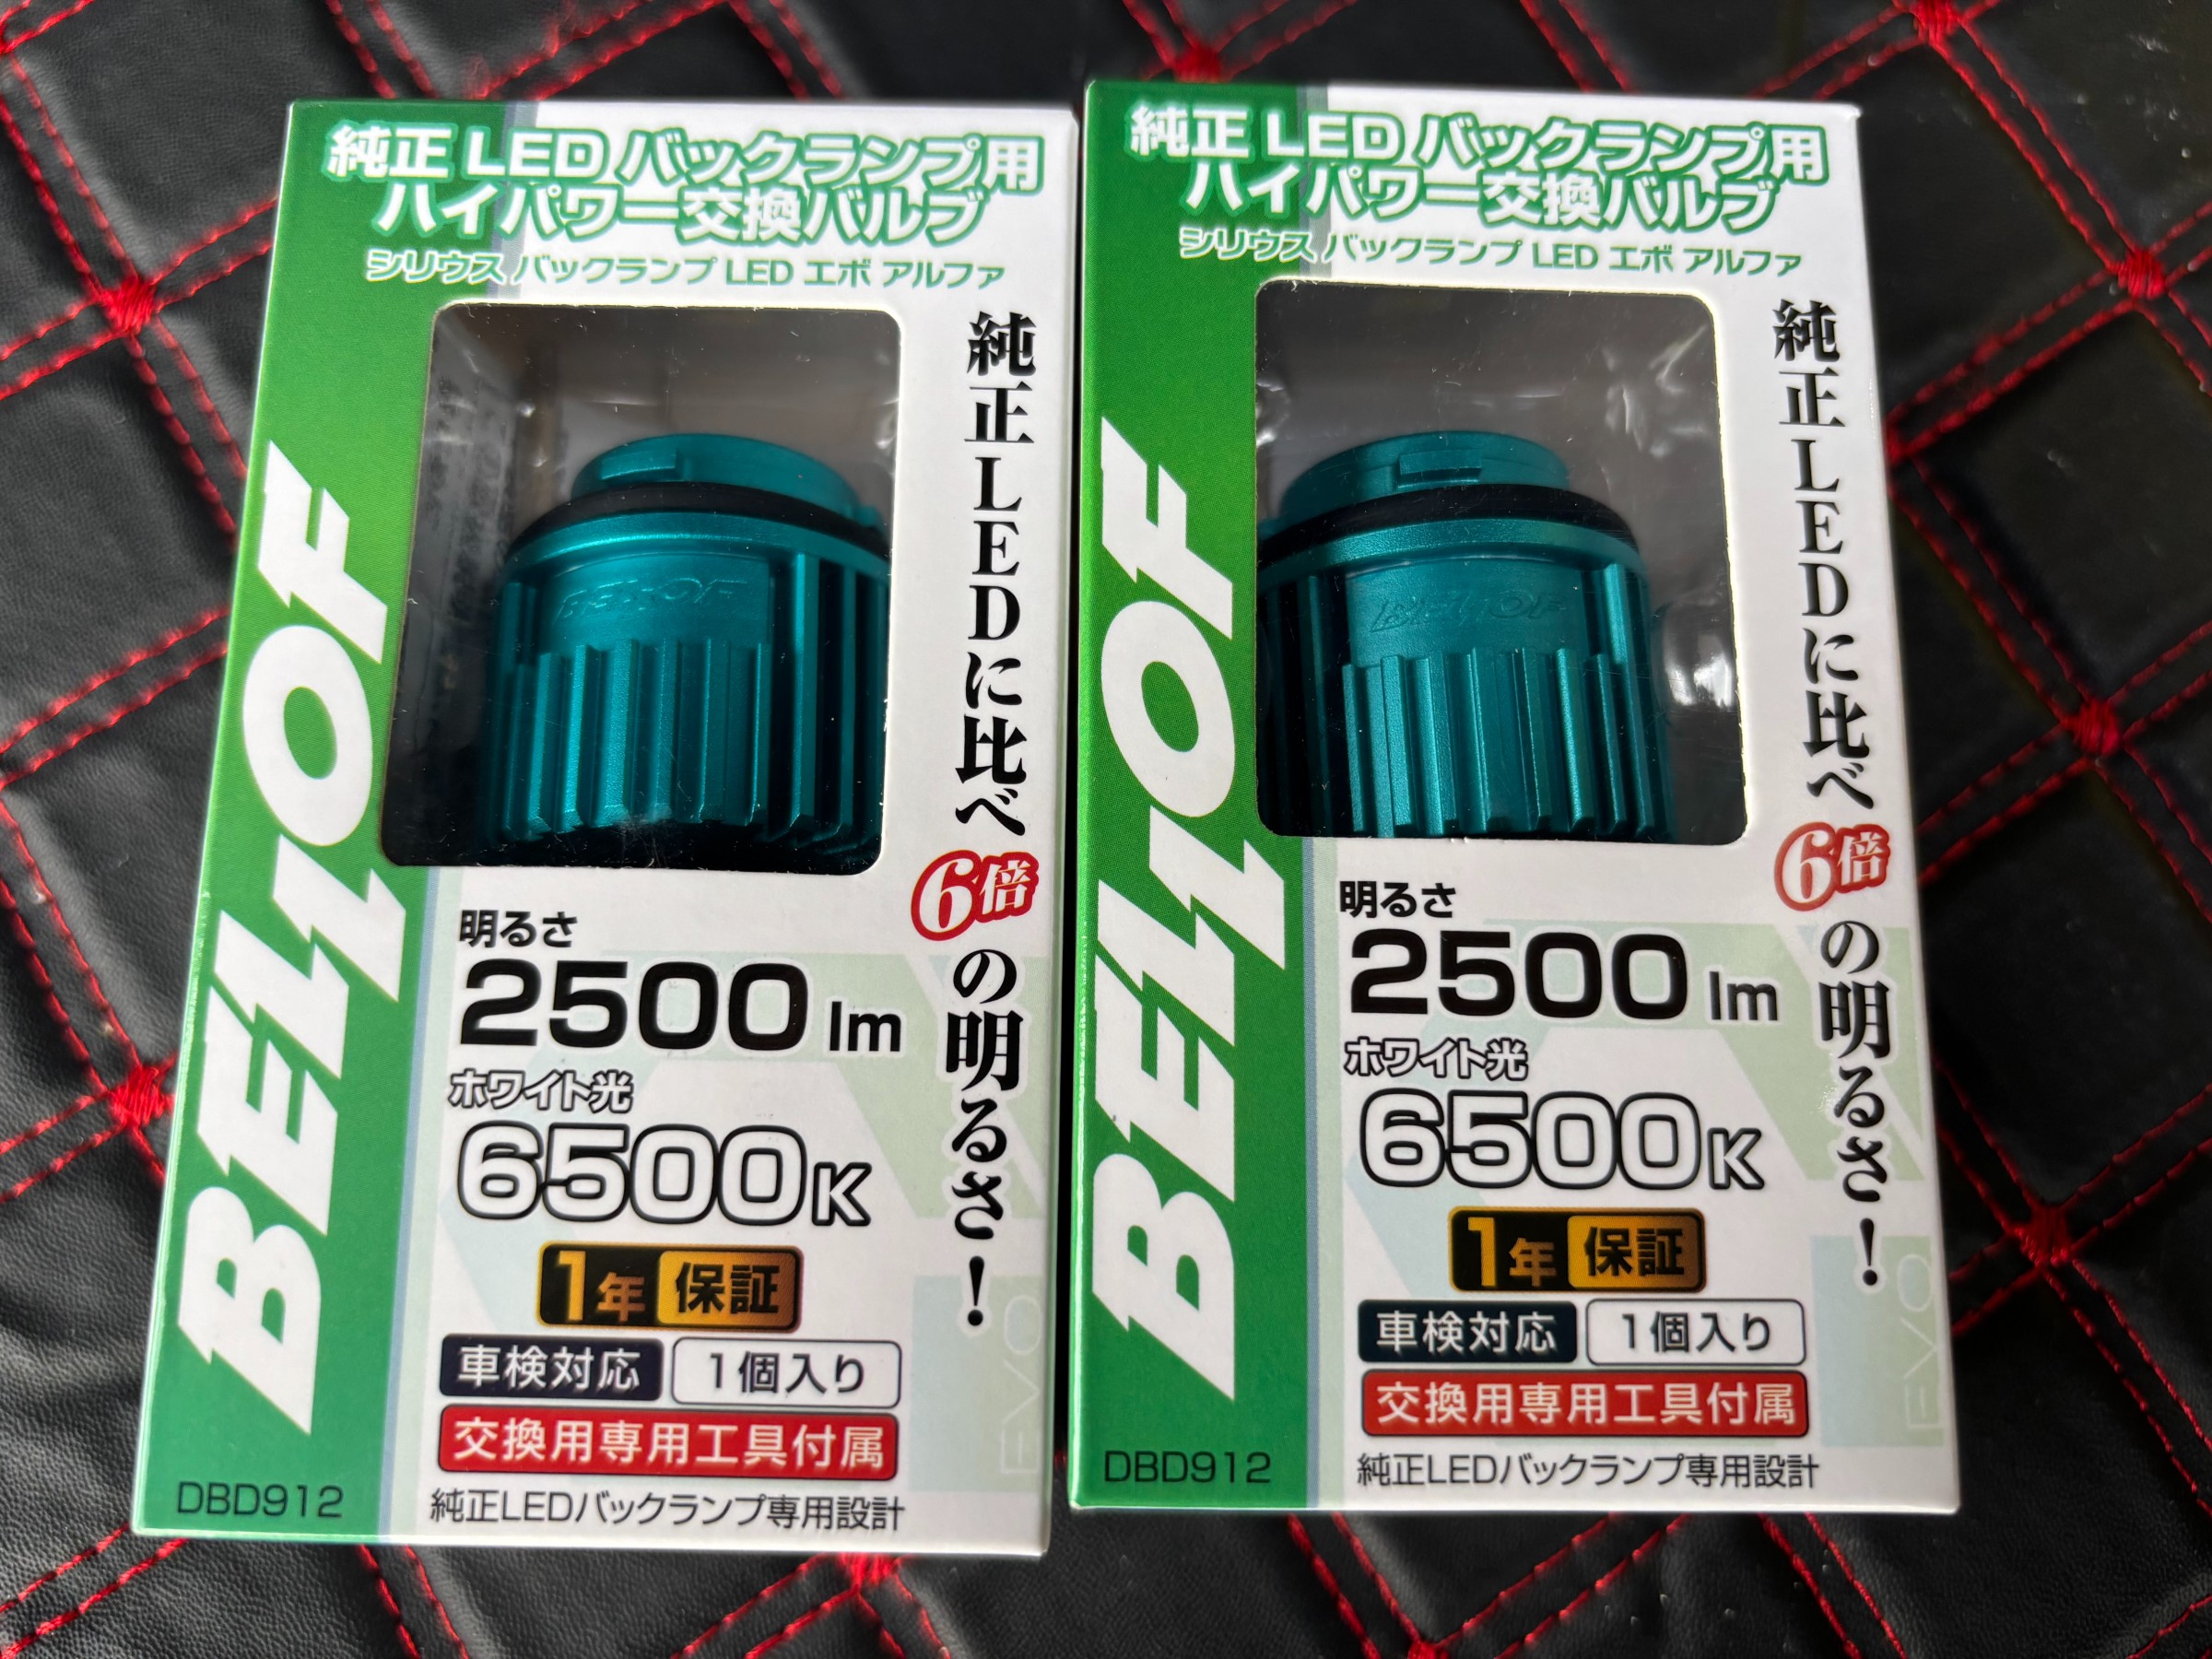 純正 LED バックランプ用
ハイパワー交換バルブ
シリウス バックランプ LED エボ アルファ
BELLOF
BELLOF
純正LEDに比べ6倍の明るさ!
明るさ
2500 lm
ホワイト光
6500K
1年 保証
車検対応 1個入り
交換用専用工具付属
DBD912
純正LEDバックランプ専用設計
EVO
純正 LED バックランプ用
ハイパワー交換バルブ
シリウス バックランプ LED エボ アルファ
BELLOF
BELLOF
純正LEDに比べ6倍の明るさ!
明るさ
2500 lm
ホワイト光
6500K
1年 保証
車検対応 1個入り
交換用専用工具付属
DBD912
純正LEDバックランプ専用設計
EVO